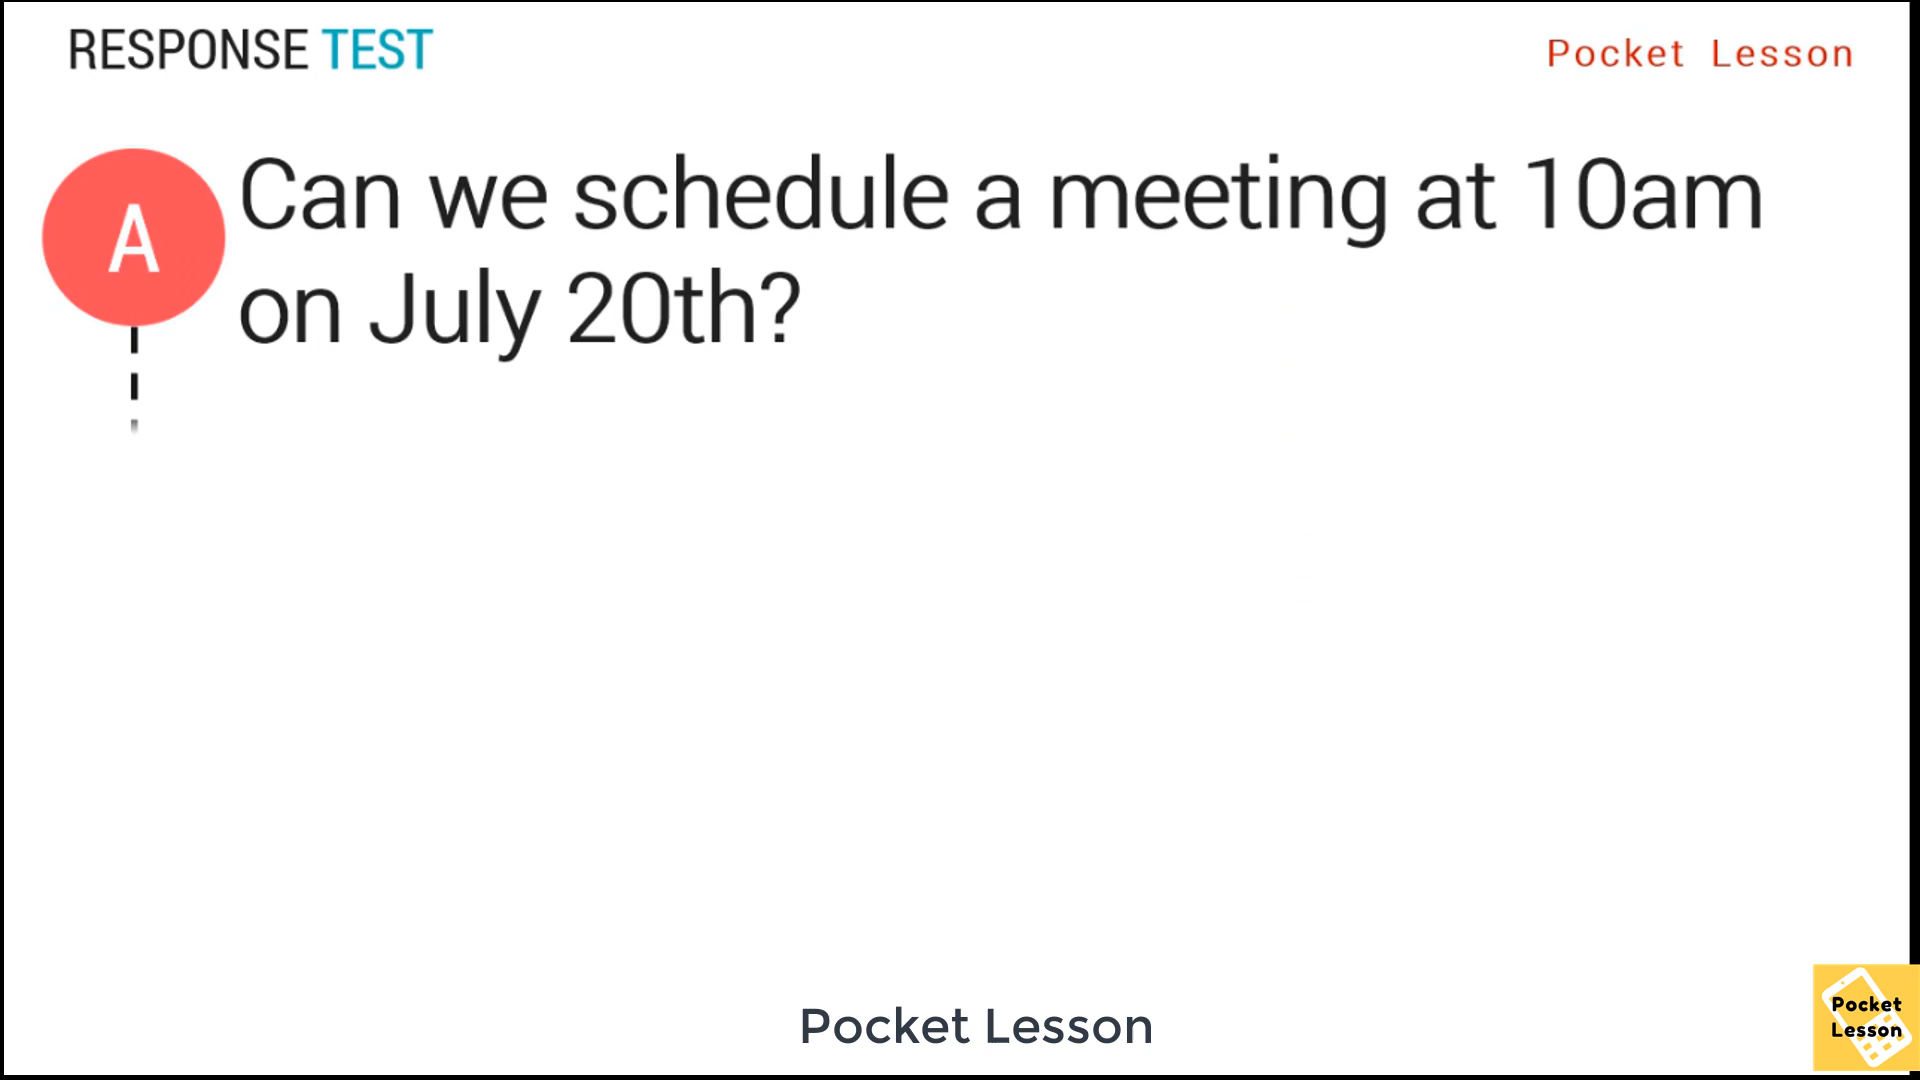 RESPONSE TEST
Pocket Lesson
A
Can we schedule a meeting at 10am
on July 20th?
Pocket Lesson
Pocket
Lesson